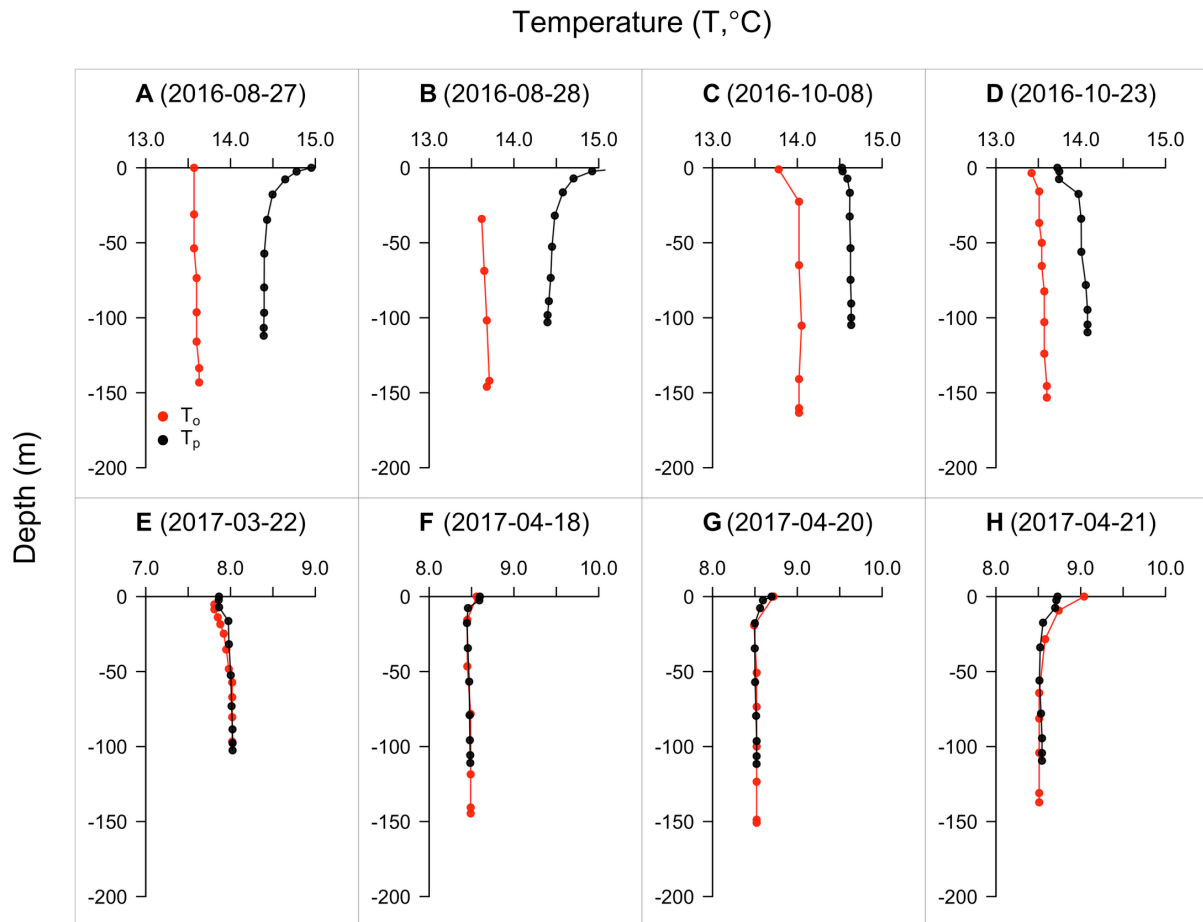 Temperature (T,°C)
A (2016-08-27)
B (2016-08-28)
C (2016-10-08)
D (2016-10-23)
13.0 14.0 15.0
13.0 14.0 15.0
13.0 14.0 15.0
13.0 14.0 15.0
0 0 0 0
-50 -50 -50 -50
-100 -100 -100 -100
-150 -150 -150 -150
To
Tp
-200 -200 -200 -200
Depth (m)
E (2017-03-22)
F (2017-04-18)
G (2017-04-20)
H (2017-04-21)
7.0 8.0 9.0
8.0 9.0 10.0
8.0 9.0 10.0
8.0 9.0 10.0
0 0 0 0
-50 -50 -50 -50
-100 -100 -100 -100
-150 -150 -150 -150
-200 -200 -200 -200